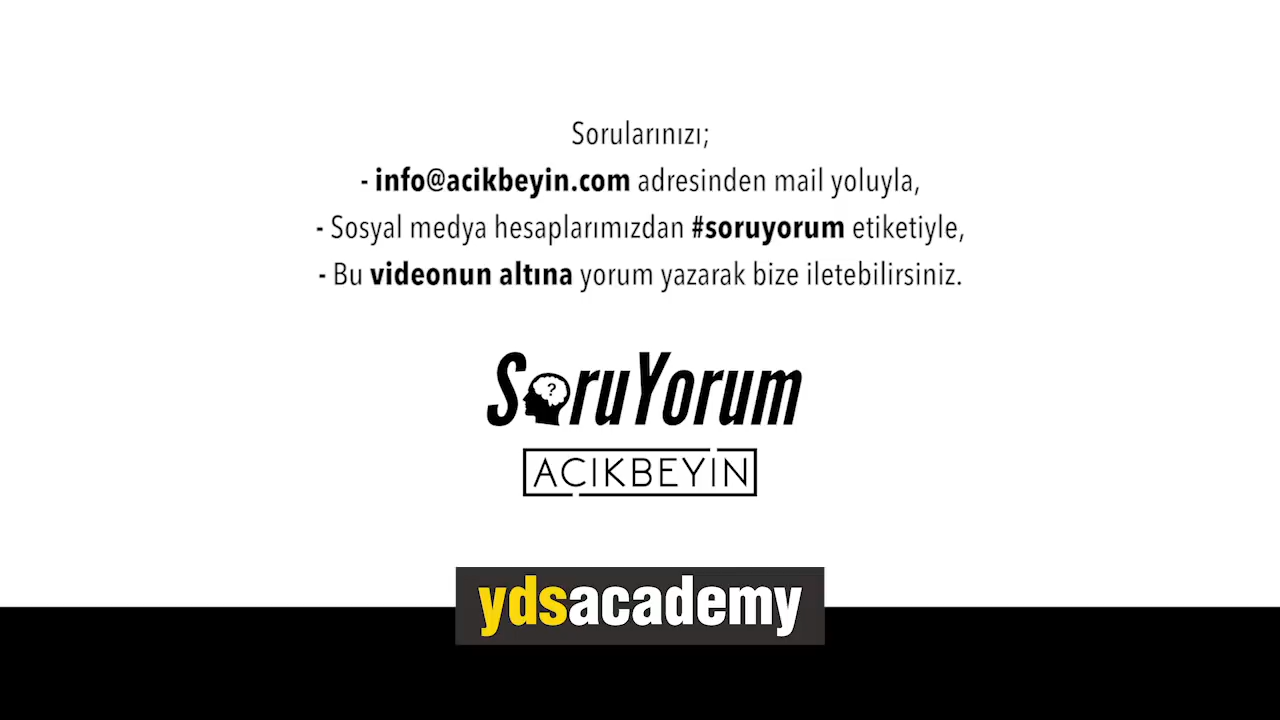 Sorularınızı;
- info@acikbeyin.com adresinden mail yoluyla,
- Sosyal medya hesaplarımızdan #soruyorum etiketiyle,
- Bu videonun altına yorum yazarak bize iletebilirsiniz.
SoruYorum
AÇIKBEYİN
ydsacademy